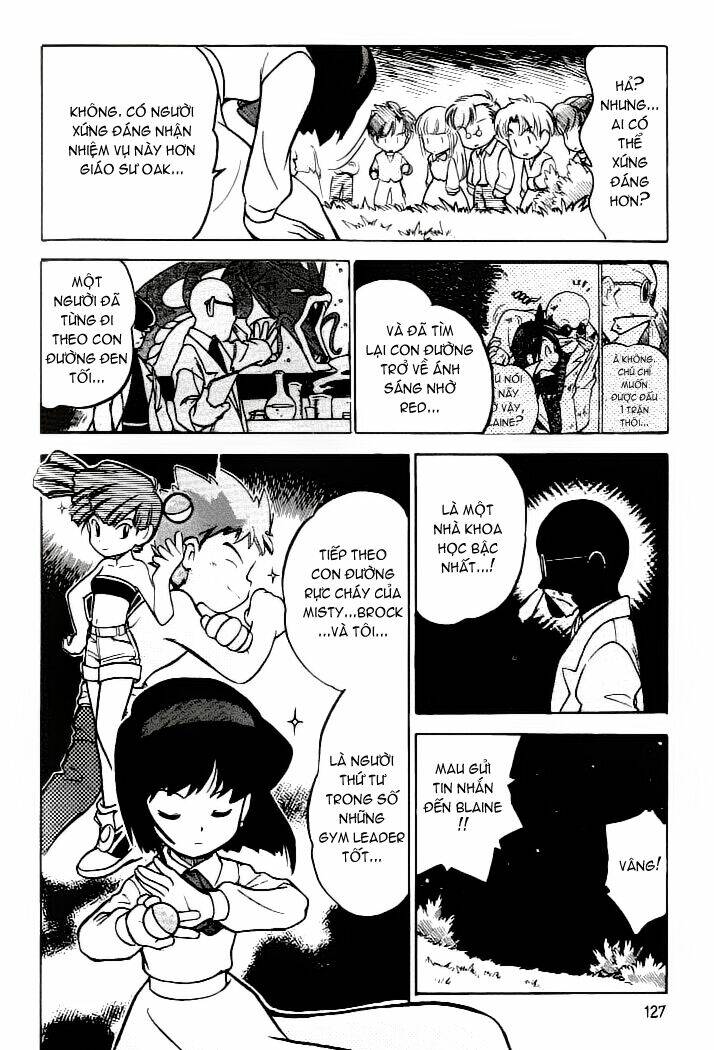 HẢ?
NHƯNG...
AI CÓ
THỂ
XỨNG
ĐÁNG
HƠN?
KHÔNG. CÓ NGƯỜI
XỨNG ĐÁNG NHẬN
NHIỆM VỤ NÀY HƠN
GIÁO SƯ OAK...
MỘT
NGƯỜI ĐÃ
TỪNG ĐI
THEO CON
ĐƯỜNG ĐEN
TỐI...
VÀ ĐÃ TÌM
LẠI CON ĐƯỜNG
TRỞ VỀ ÁNH
SÁNG NHỜ
RED...
NÓI
NÀY
VẬY,
BLAINE?
À KHÔNG.
CHÚ CHỈ
MUỐN
ĐƯỢC ĐẤU
1 TRẬN
THÔI...
LÀ MỘT
NHÀ KHOA
HỌC BẬC
NHẤT...!
TIẾP THEO
CON ĐƯỜNG
RỰC CHÁY CỦA
MISTY...BROCK
...VÀ TÔI...
LÀ NGƯỜI
THỨ TƯ
TRONG SỐ
NHỮNG
GYM LEADER
TỐT...
MAU GỬI
TIN NHẮN
ĐẾN BLAINE
!!
VÂNG!
127